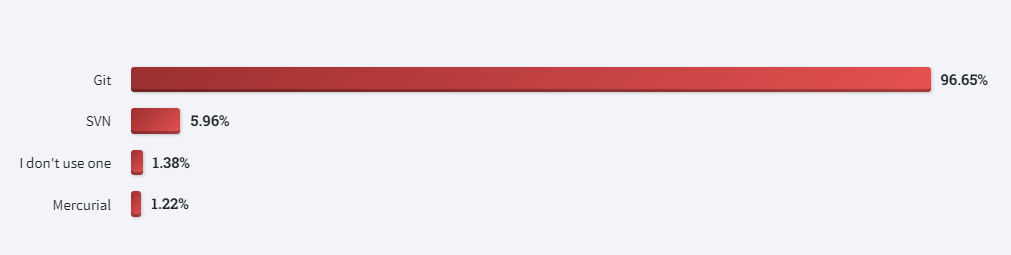 Git 96.65%
SVN 5.96%
I don't use one 1.38%
Mercurial 1.22%